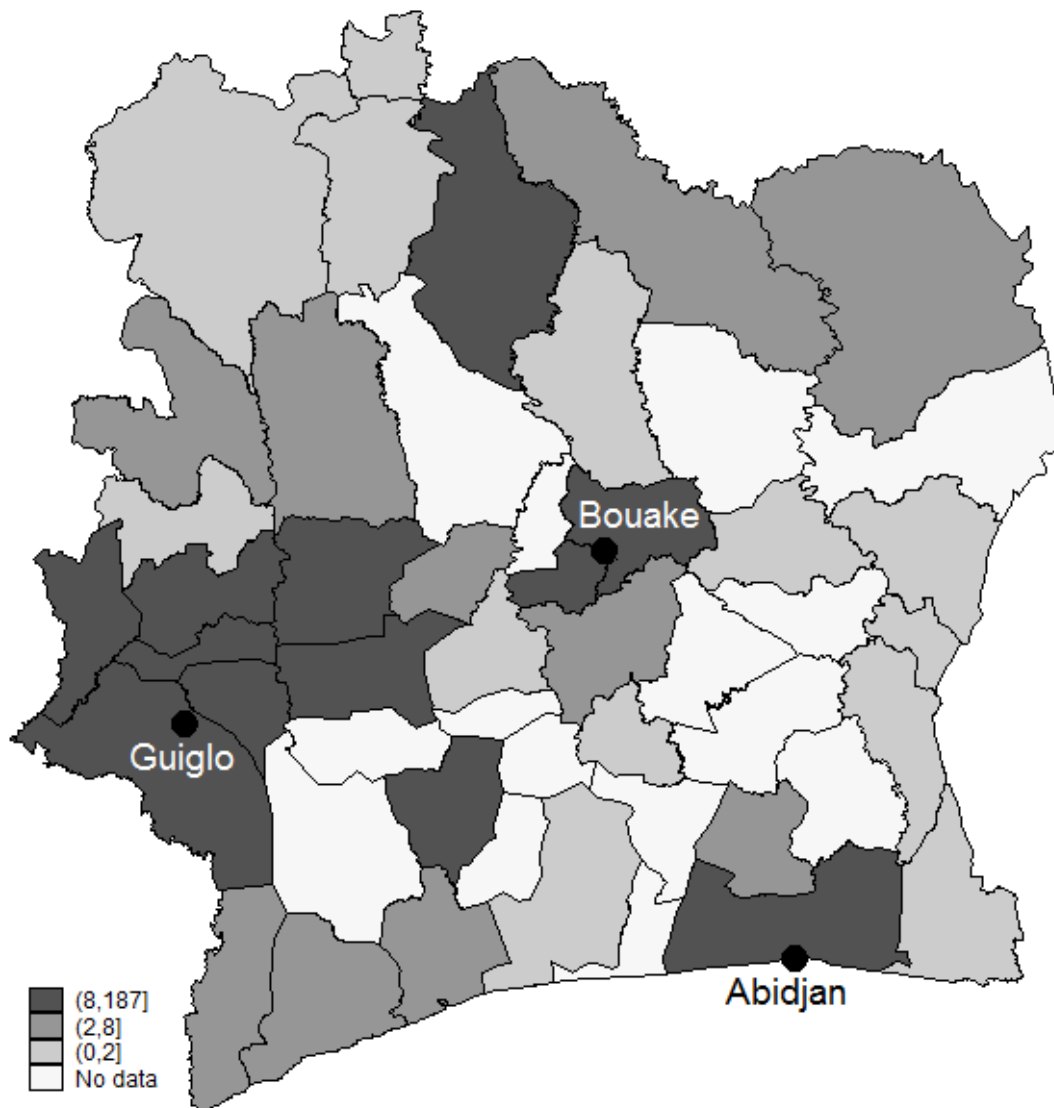 Bouake
Guiglo
Abidjan
(8,187]
(2,8]
(0,2]
No data